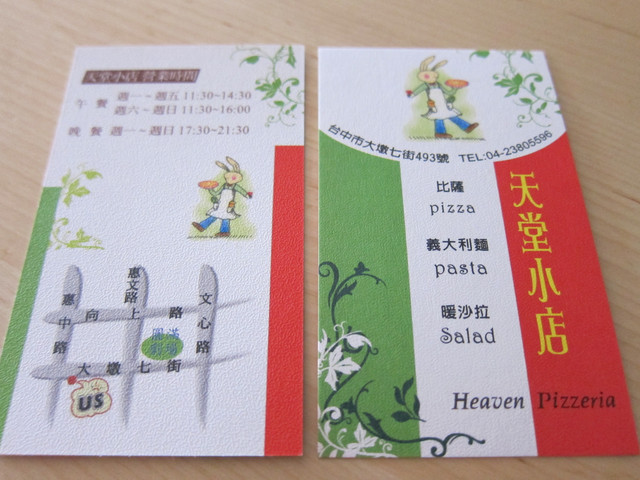 天堂小店 營業時間
午餐 週一~週五 11:30~14:30
週六~週日 11:30~16:00
晚餐 週一~週日 17:30~21:30
惠中路
向上路
惠文路
文心路
圓滿劇場
大墩七街
US
台中市大墩七街493號 TEL:04-23805596
比薩
pizza
義大利麵
pasta
暖沙拉
Salad
天堂小店
Heaven Pizzeria